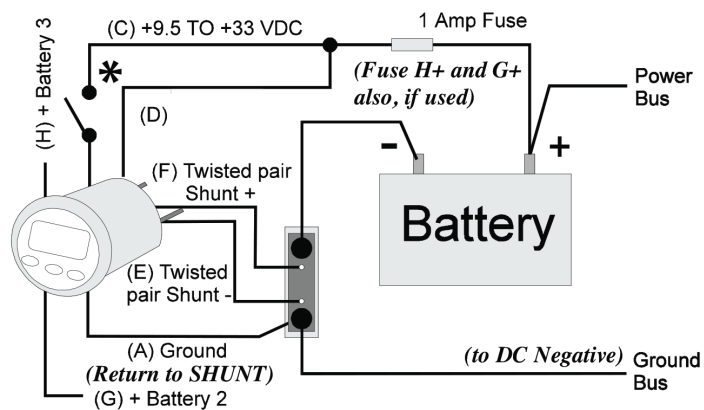 (C) +9.5 TO +33 VDC
1 Amp Fuse
(H) + Battery 3
*
(Fuse H+ and G+
also, if used)
Power
Bus
(D)
- +
(F) Twisted pair
Shunt +
Battery
(E) Twisted
pair Shunt -
(A) Ground
(Return to SHUNT)
(to DC Negative)
Ground
Bus
(G) + Battery 2